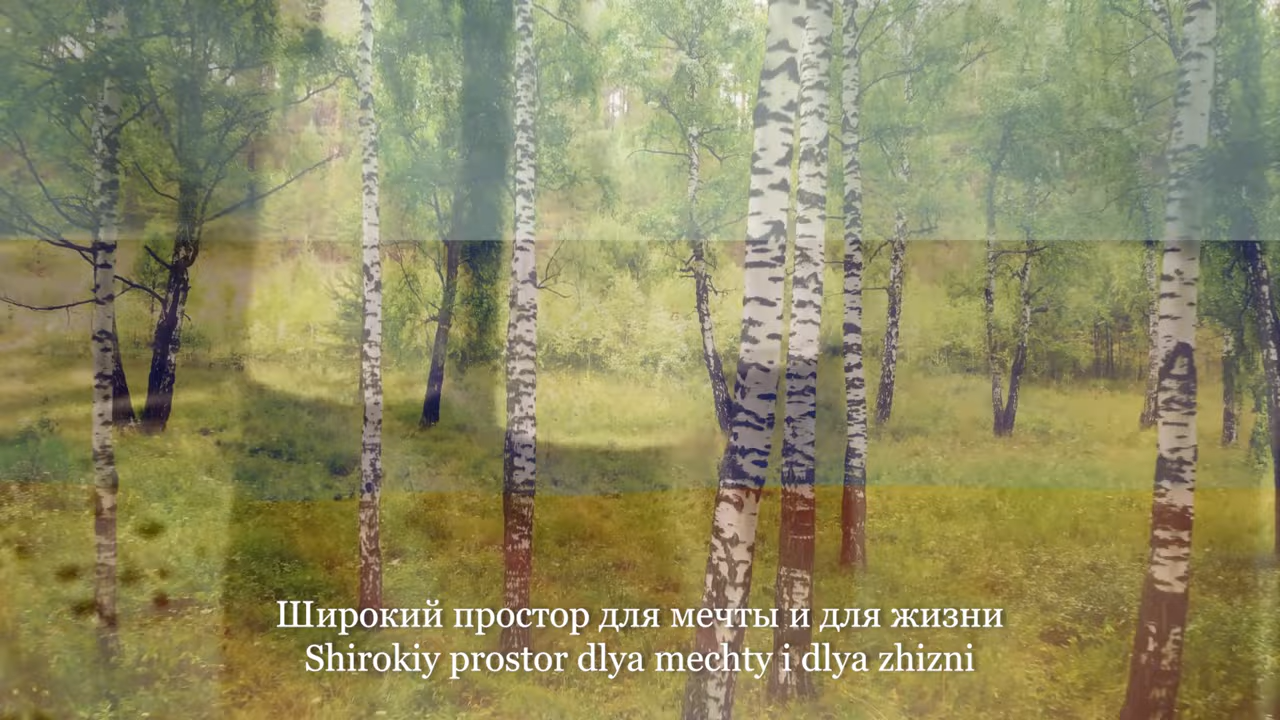 Широкий простор для мечты и для жизни
Shirokiy prostor dlya mechty i dlya zhizni